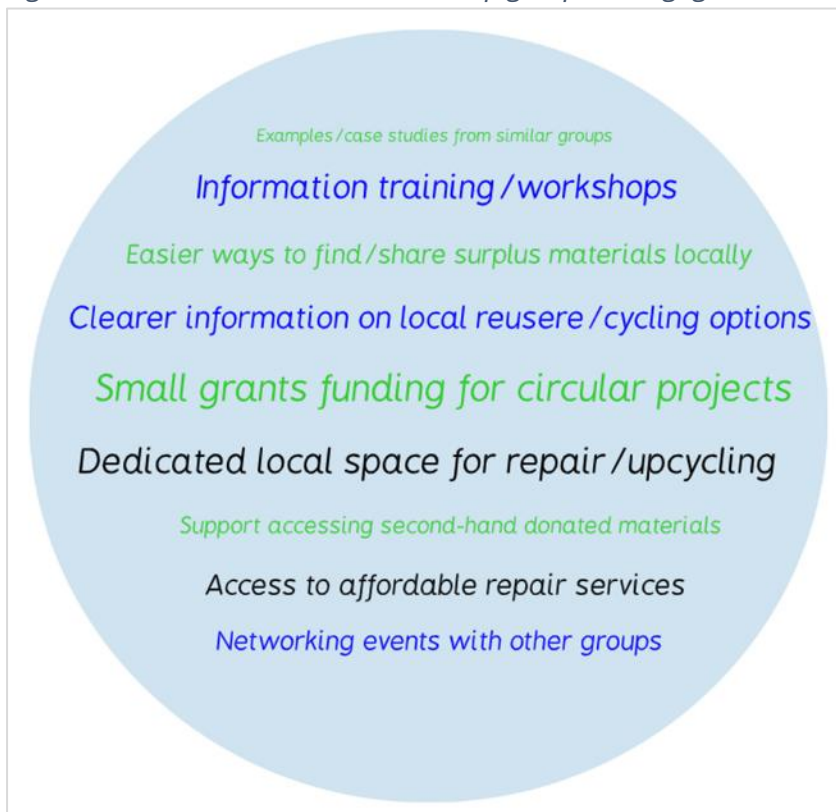 Examples/case studies from similar groups
Information training/workshops
Easier ways to find/share surplus materials locally
Clearer information on local reusere/cycling options
Small grants funding for circular projects
Dedicated local space for repair/upcycling
Support accessing second-hand donated materials
Access to affordable repair services
Networking events with other groups